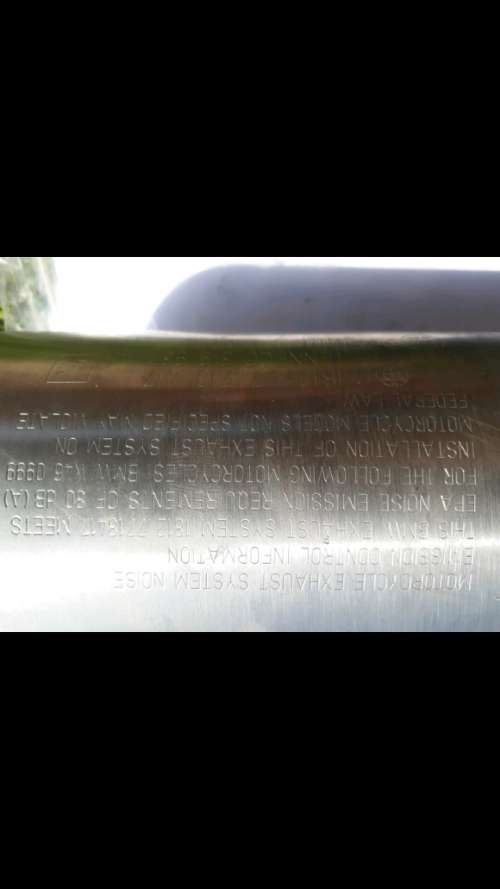 MOTORCYCLE EXHAUST SYSTEM NOISE
EMISSION CONTROL INFORMATION
THIS BMW EXHAUST SYSTEM MEETS
EPA NOISE EMISSION REQUIREMENTS OF 80 dB (A)
FOR THE FOLLOWING MOTORCYCLES: BMW K46 0999
INSTALLATION OF THIS EXHAUST SYSTEM ON
MOTORCYCLE MODELS NOT SPECIFIED MAY VIOLATE
FEDERAL LAW